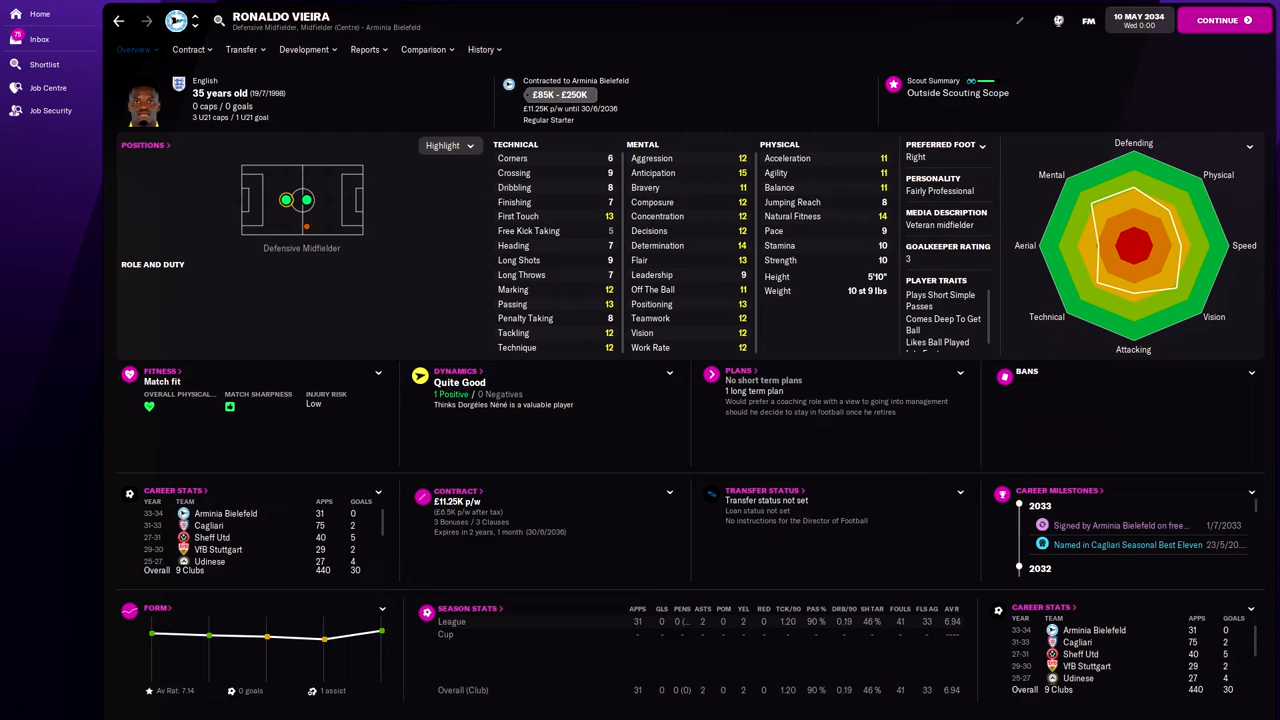 Home
Inbox
75
Shortlist
Job Centre
Job Security
RONALDO VIEIRA
Defensive Midfielder, Midfielder (Centre) - Arminia Bielefeld
FM
10 MAY 2034
Wed 0:00
CONTINUE
Overview
Contract
Transfer
Development
Reports
Comparison
History
English
35 years old (19/7/1998)
0 caps / 0 goals
3 U21 caps / 1 U21 goal
Contracted to Arminia Bielefeld
£85K - £250K
£11.25K p/w until 30/6/2036
Regular Starter
Scout Summary
Outside Scouting Scope
POSITIONS
Highlight
Defensive Midfielder
ROLE AND DUTY
TECHNICAL
Corners 6
Crossing 9
Dribbling 8
Finishing 7
First Touch 13
Free Kick Taking 5
Heading 7
Long Shots 9
Long Throws 7
Marking 12
Passing 13
Penalty Taking 8
Tackling 12
Technique 12
MENTAL
Aggression 12
Anticipation 15
Bravery 11
Composure 12
Concentration 12
Decisions 12
Determination 14
Flair 13
Leadership 9
Off The Ball 11
Positioning 13
Teamwork 12
Vision 12
Work Rate 12
PHYSICAL
Acceleration 11
Agility 11
Balance 11
Jumping Reach 8
Natural Fitness 14
Pace 9
Stamina 10
Strength 10
Height 5'10"
Weight 10 st 9 lbs
PREFERRED FOOT
Right
PERSONALITY
Fairly Professional
MEDIA DESCRIPTION
Veteran midfielder
GOALKEEPER RATING
3
PLAYER TRAITS
Plays Short Simple
Passes
Comes Deep To Get
Ball
Likes Ball Played
Defending
Physical
Speed
Vision
Attacking
Technical
Aerial
Mental
FITNESS
Match fit
OVERALL PHYSICAL... MATCH SHARPNESS INJURY RISK
Low
DYNAMICS
Quite Good
1 Positive / 0 Negatives
Thinks Dorgéles Néné is a valuable player
PLANS
No short term plans
1 long term plan
Would prefer a coaching role with a view to going into management
should he decide to stay in football once he retires
BANS
CAREER STATS
YEAR TEAM APPS GOALS
33-34 Arminia Bielefeld 31 0
31-33 Cagliari 75 2
27-31 Sheff Utd 40 5
29-30 VfB Stuttgart 29 2
25-27 Udinese 27 4
Overall 9 Clubs 440 30
CONTRACT
£11.25K p/w
(£6.5K p/w after tax)
3 Bonuses / 3 Clauses
Expires in 2 years, 1 month (30/6/2036)
TRANSFER STATUS
Transfer status not set
Loan status not set
No instructions for the Director of Football
CAREER MILESTONES
2033
Signed by Arminia Bielefeld on free... 1/7/2033
Named in Cagliari Seasonal Best Eleven 23/5/20...
2032
FORM
Av Rat: 7.14 0 goals 1 assist
SEASON STATS APPS GLS PENS ASTS POM YEL RED TCK/90 PAS % DRB/90 SH TAR FOULS FLS AG AV R
League 31 0 0 (... 2 0 2 0 1.20 90 % 0.19 46 % 41 33 6.94
Cup - - - - - - - - - - - - - ----
Overall (Club) 31 0 0 (0) 2 0 2 0 1.20 90 % 0.19 46 % 41 33 6.94
CAREER STATS
YEAR TEAM APPS GOALS
33-34 Arminia Bielefeld 31 0
31-33 Cagliari 75 2
27-31 Sheff Utd 40 5
29-30 VfB Stuttgart 29 2
25-27 Udinese 27 4
Overall 9 Clubs 440 30